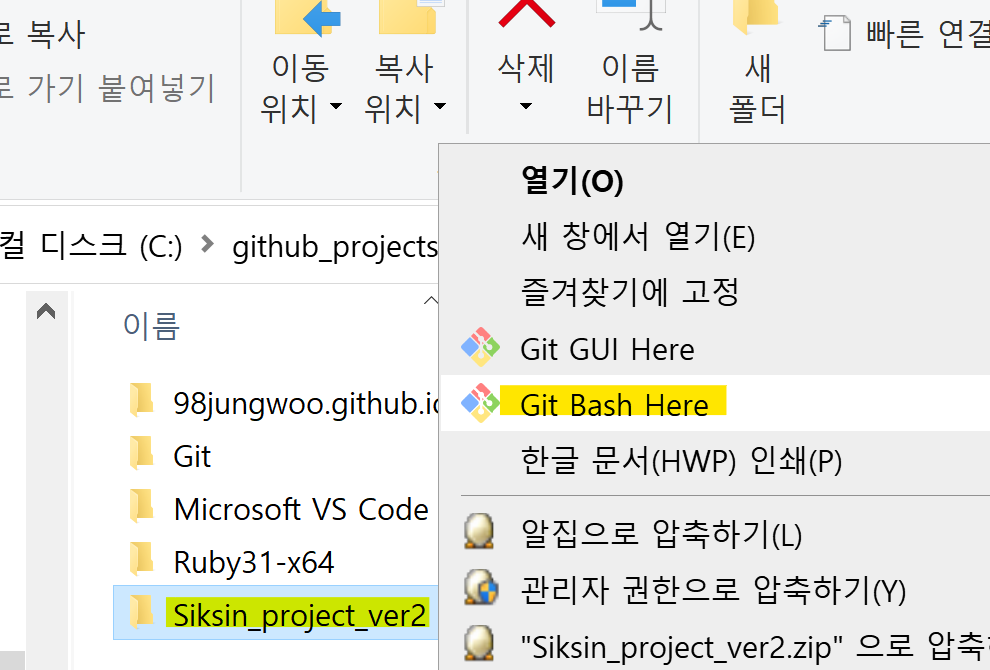 로 복사
로 가기 붙여넣기
이동
위치
복사
위치
삭제
이름
바꾸기
새
폴더
빠른 연결
컬 디스크 (C:) > github_projects
이름
98jungwoo.github.io
Git
Microsoft VS Code
Ruby31-x64
Siksin_project_ver2
열기(O)
새 창에서 열기(E)
즐겨찾기에 고정
Git GUI Here
Git Bash Here
한글 문서(HWP) 인쇄(P)
알집으로 압축하기(L)
관리자 권한으로 압축하기(Y)
"Siksin_project_ver2.zip" 으로 압축